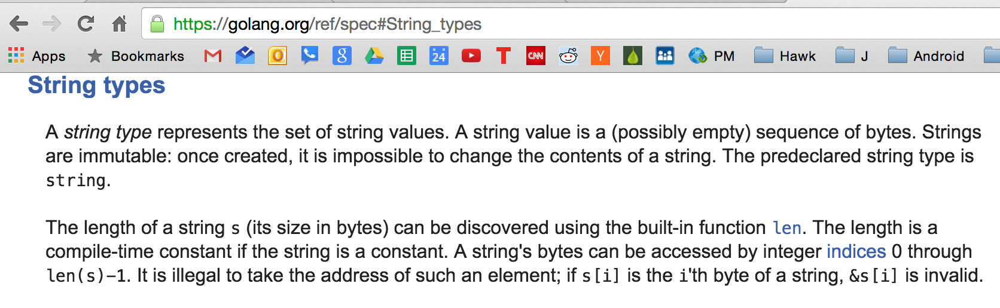 https://golang.org/ref/spec#String_types
Apps Bookmarks 8 24 T CNN Y PM Hawk J Android
String types
A string type represents the set of string values. A string value is a (possibly empty) sequence of bytes. Strings
are immutable: once created, it is impossible to change the contents of a string. The predeclared string type is
string.
The length of a string s (its size in bytes) can be discovered using the built-in function len. The length is a
compile-time constant if the string is a constant. A string's bytes can be accessed by integer indices 0 through
len(s)-1. It is illegal to take the address of such an element; if s[i] is the i'th byte of a string, &s[i] is invalid.